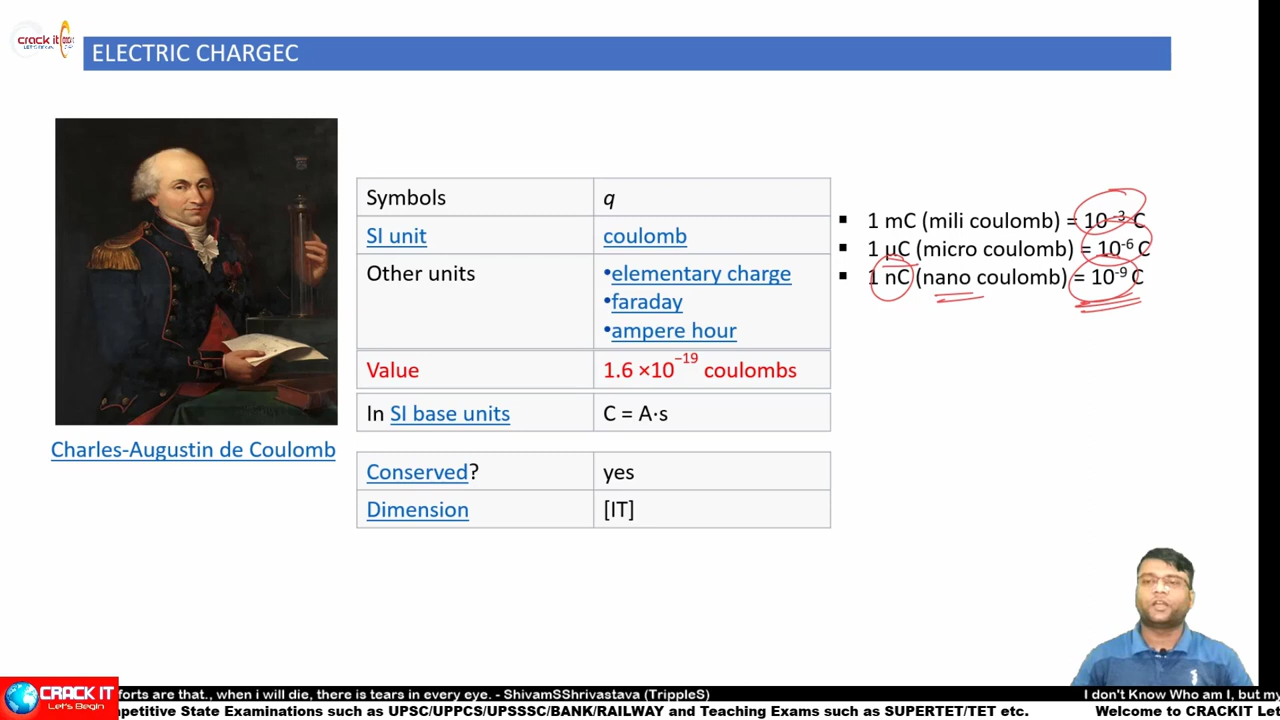 crack it
ELECTRIC CHARGEC
Symbols q
SI unit coulomb
Other units •elementary charge
•faraday
•ampere hour
Value 1.6 ×10⁻¹⁹ coulombs
In SI base units C = A·s
Conserved? yes
Dimension [IT]
▪ 1 mC (mili coulomb) = 10⁻³ C
▪ 1 µC (micro coulomb) = 10⁻⁶ C
▪ 1 nC (nano coulomb) = 10⁻⁹ C
Charles-Augustin de Coulomb
CRACK IT
Let's Begin
forts are that., when i will die, there is tears in every eye. - ShivamSShrivastava (TrippleS) I don't Know Who am I, but my
petitive State Examinations such as UPSC/UPPCS/UPSSSC/BANK/RAILWAY and Teaching Exams such as SUPERTET/TET etc. Welcome to CRACKIT Let